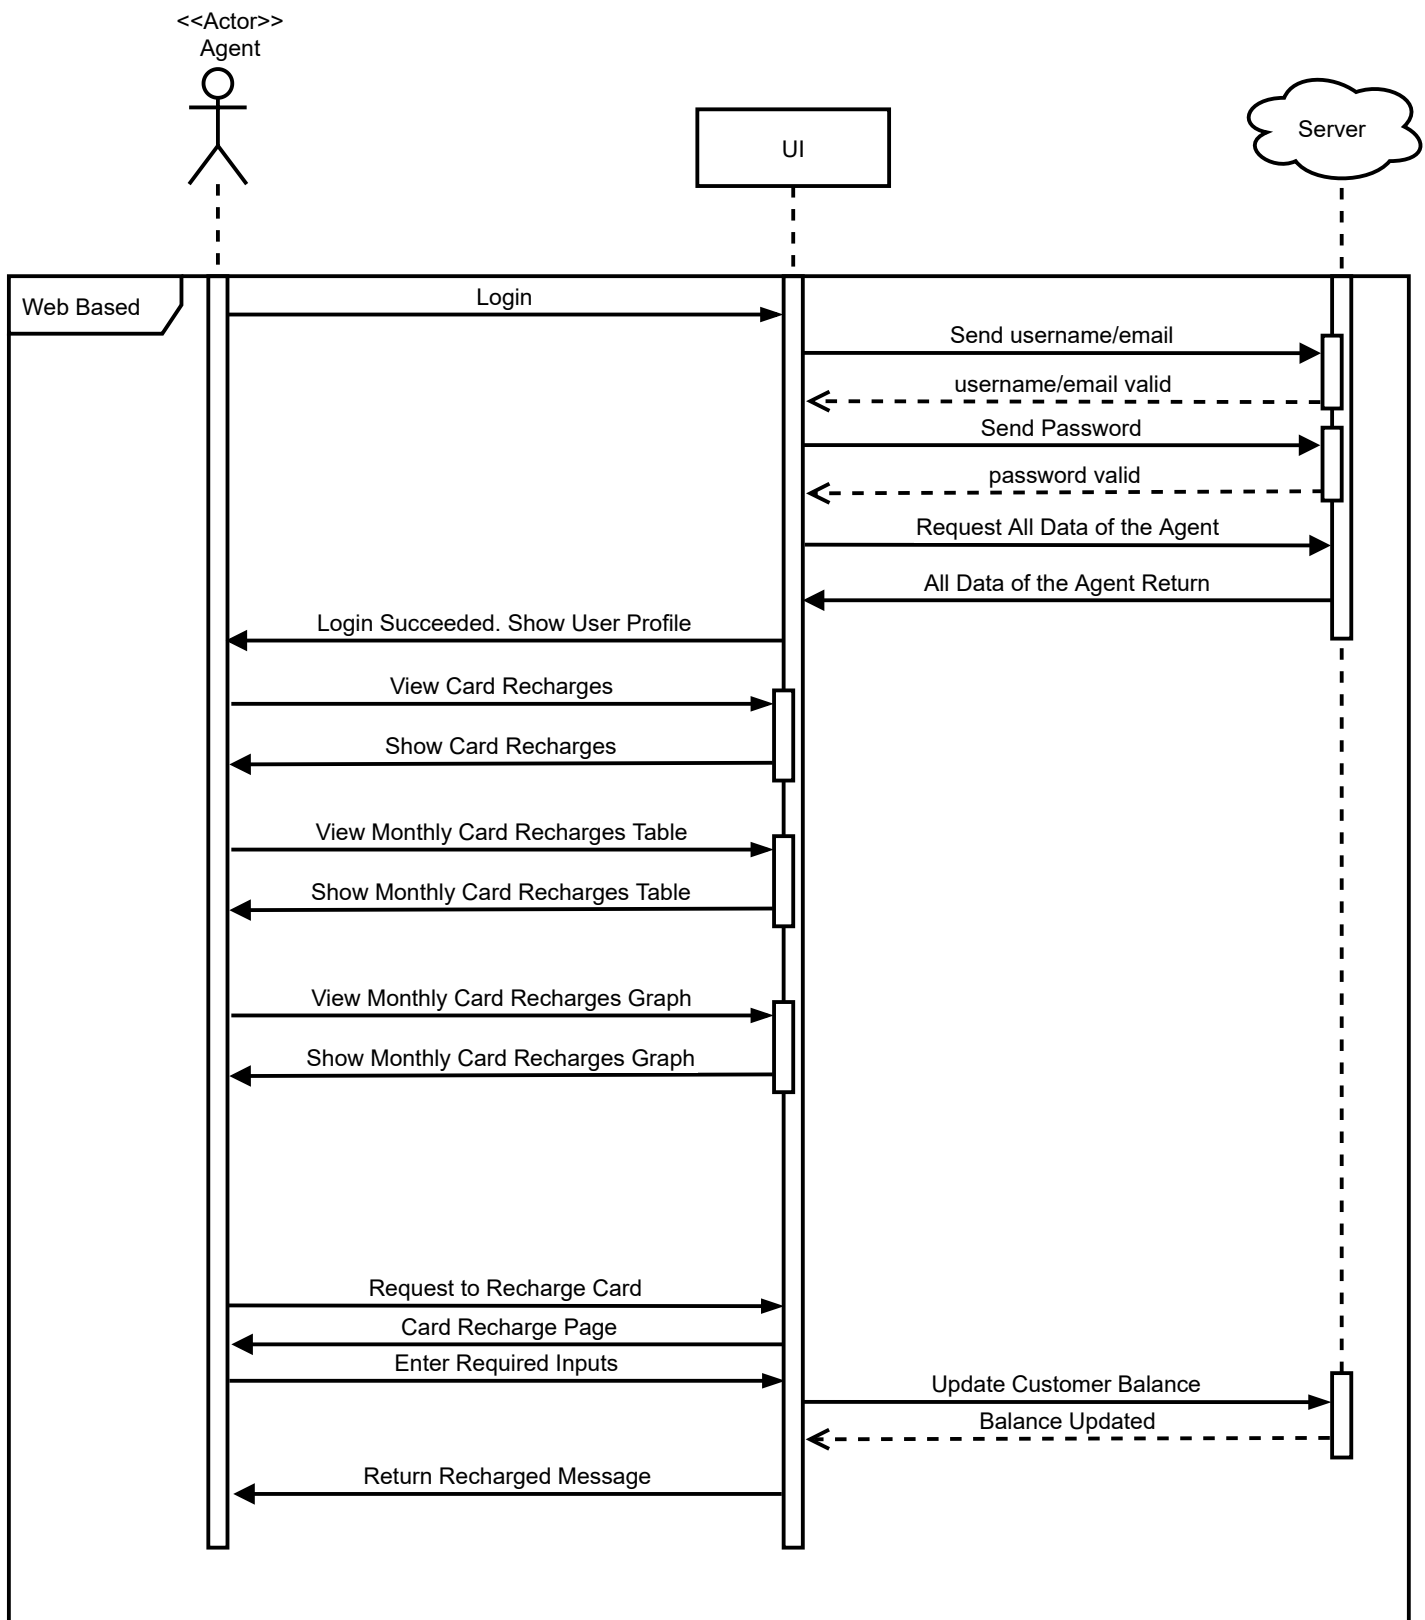 <<Actor>>
Agent
UI
Server
Web Based
Login
Send username/email
username/email valid
Send Password
password valid
Request All Data of the Agent
All Data of the Agent Return
Login Succeeded. Show User Profile
View Card Recharges
Show Card Recharges
View Monthly Card Recharges Table
Show Monthly Card Recharges Table
View Monthly Card Recharges Graph
Show Monthly Card Recharges Graph
Request to Recharge Card
Card Recharge Page
Enter Required Inputs
Update Customer Balance
Balance Updated
Return Recharged Message